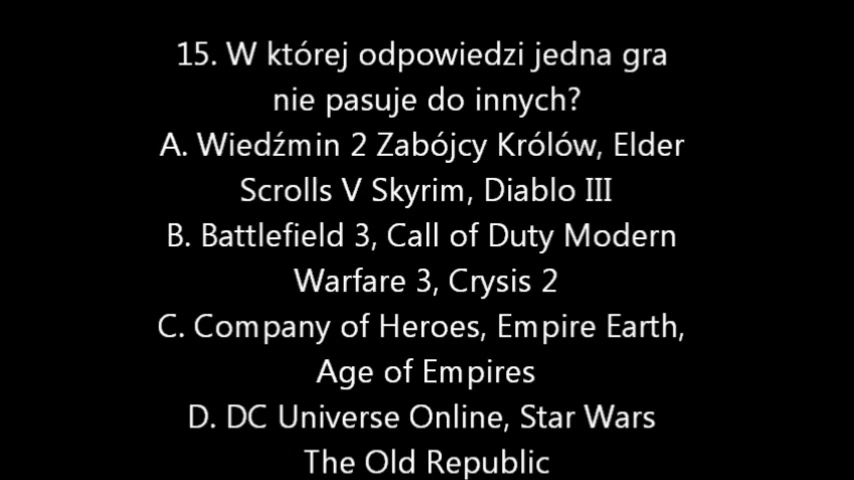 15. W której odpowiedzi jedna gra
nie pasuje do innych?
A. Wiedźmin 2 Zabójcy Królów, Elder
Scrolls V Skyrim, Diablo III
B. Battlefield 3, Call of Duty Modern
Warfare 3, Crysis 2
C. Company of Heroes, Empire Earth,
Age of Empires
D. DC Universe Online, Star Wars
The Old Republic